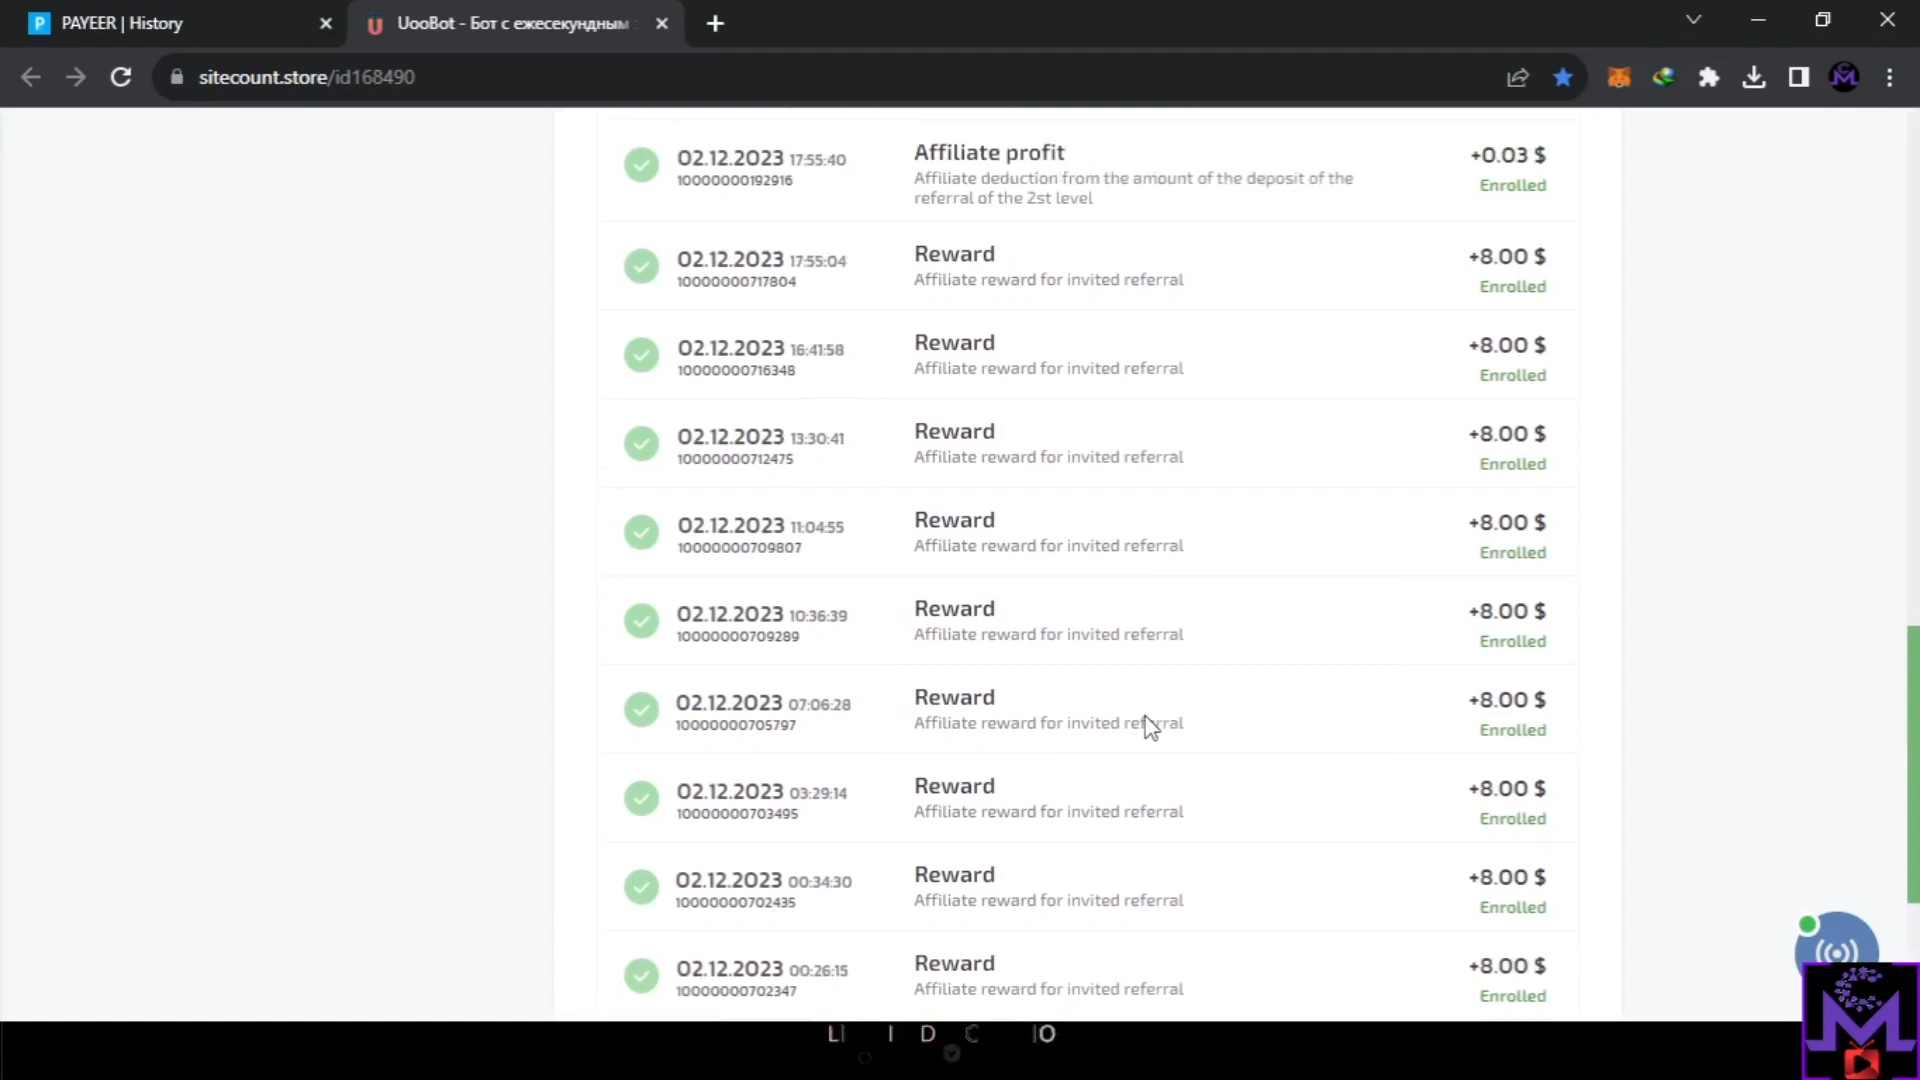 PAYEER | History
UooBot - Бот с ежесекундным
sitecount.store/id168490
02.12.2023 17:55:40
10000000192916
Affiliate profit
Affiliate deduction from the amount of the deposit of the
referral of the 2st level
+0.03 $
Enrolled
02.12.2023 17:55:04
10000000717804
Reward
Affiliate reward for invited referral
+8.00 $
Enrolled
02.12.2023 16:41:58
10000000716348
Reward
Affiliate reward for invited referral
+8.00 $
Enrolled
02.12.2023 13:30:41
10000000712475
Reward
Affiliate reward for invited referral
+8.00 $
Enrolled
02.12.2023 11:04:55
10000000709807
Reward
Affiliate reward for invited referral
+8.00 $
Enrolled
02.12.2023 10:36:39
10000000709289
Reward
Affiliate reward for invited referral
+8.00 $
Enrolled
02.12.2023 07:06:28
10000000705797
Reward
Affiliate reward for invited referral
+8.00 $
Enrolled
02.12.2023 03:29:14
10000000703495
Reward
Affiliate reward for invited referral
+8.00 $
Enrolled
02.12.2023 00:34:30
10000000702435
Reward
Affiliate reward for invited referral
+8.00 $
Enrolled
02.12.2023 00:26:15
10000000702347
Reward
Affiliate reward for invited referral
+8.00 $
Enrolled